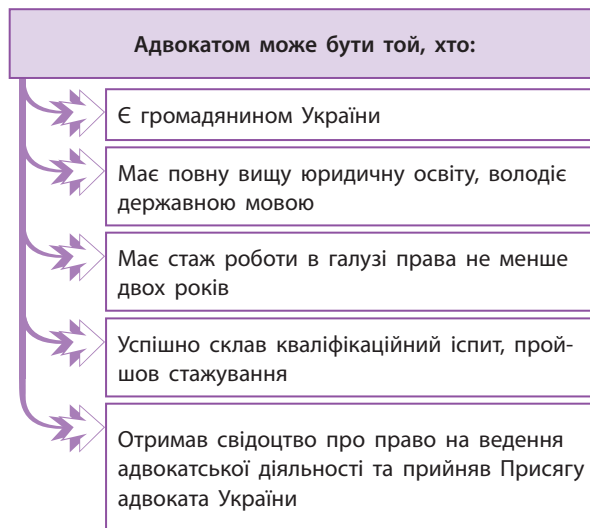 Адвокатом може бути той, хто:
Є громадянином України
Має повну вищу юридичну освіту, володіє
державною мовою
Має стаж роботи в галузі права не менше
двох років
Успішно склав кваліфікаційний іспит, прой-
шов стажування
Отримав свідоцтво про право на ведення
адвокатської діяльності та прийняв Присягу
адвоката України